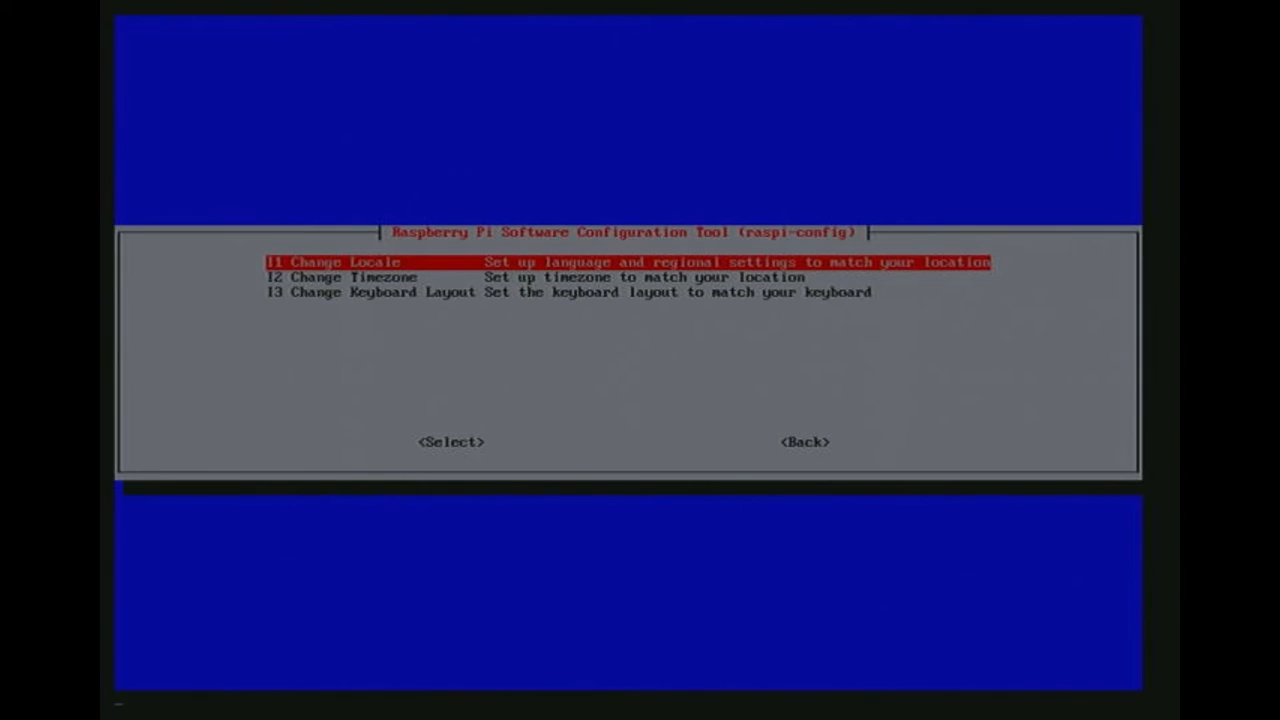 Raspberry Pi Software Configuration Tool (raspi-config)
I1 Change Locale Set up language and regional settings to match your location
I2 Change Timezone Set up timezone to match your location
I3 Change Keyboard Layout Set the keyboard layout to match your keyboard
<Select> <Back>